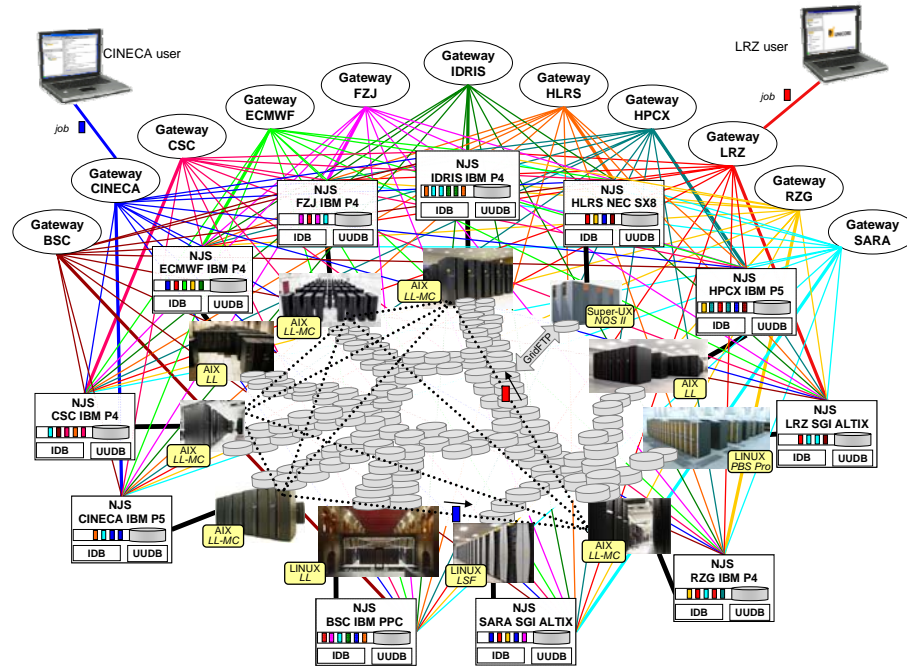 CINECA user
LRZ user
job
job
Gateway
IDRIS
Gateway
FZJ
Gateway
HLRS
Gateway
ECMWF
Gateway
HPCX
Gateway
CSC
Gateway
LRZ
Gateway
CINECA
Gateway
RZG
Gateway
BSC
Gateway
SARA
NJS
IDRIS IBM P4
IDB
UUDB
NJS
FZJ IBM P4
IDB
UUDB
NJS
HLRS NEC SX8
IDB
UUDB
NJS
ECMWF IBM P4
IDB
UUDB
NJS
HPCX IBM P5
IDB
UUDB
AIX
LL-MC
AIX
LL-MC
Super-UX
NQS II
GridFTP
AIX
LL
AIX
LL
NJS
CSC IBM P4
IDB
UUDB
NJS
LRZ SGI ALTIX
IDB
UUDB
AIX
LL-MC
LINUX
PBS Pro
NJS
CINECA IBM P5
IDB
UUDB
AIX
LL-MC
LINUX
LL
LINUX
LSF
AIX
LL-MC
NJS
RZG IBM P4
IDB
UUDB
NJS
BSC IBM PPC
IDB
UUDB
NJS
SARA SGI ALTIX
IDB
UUDB